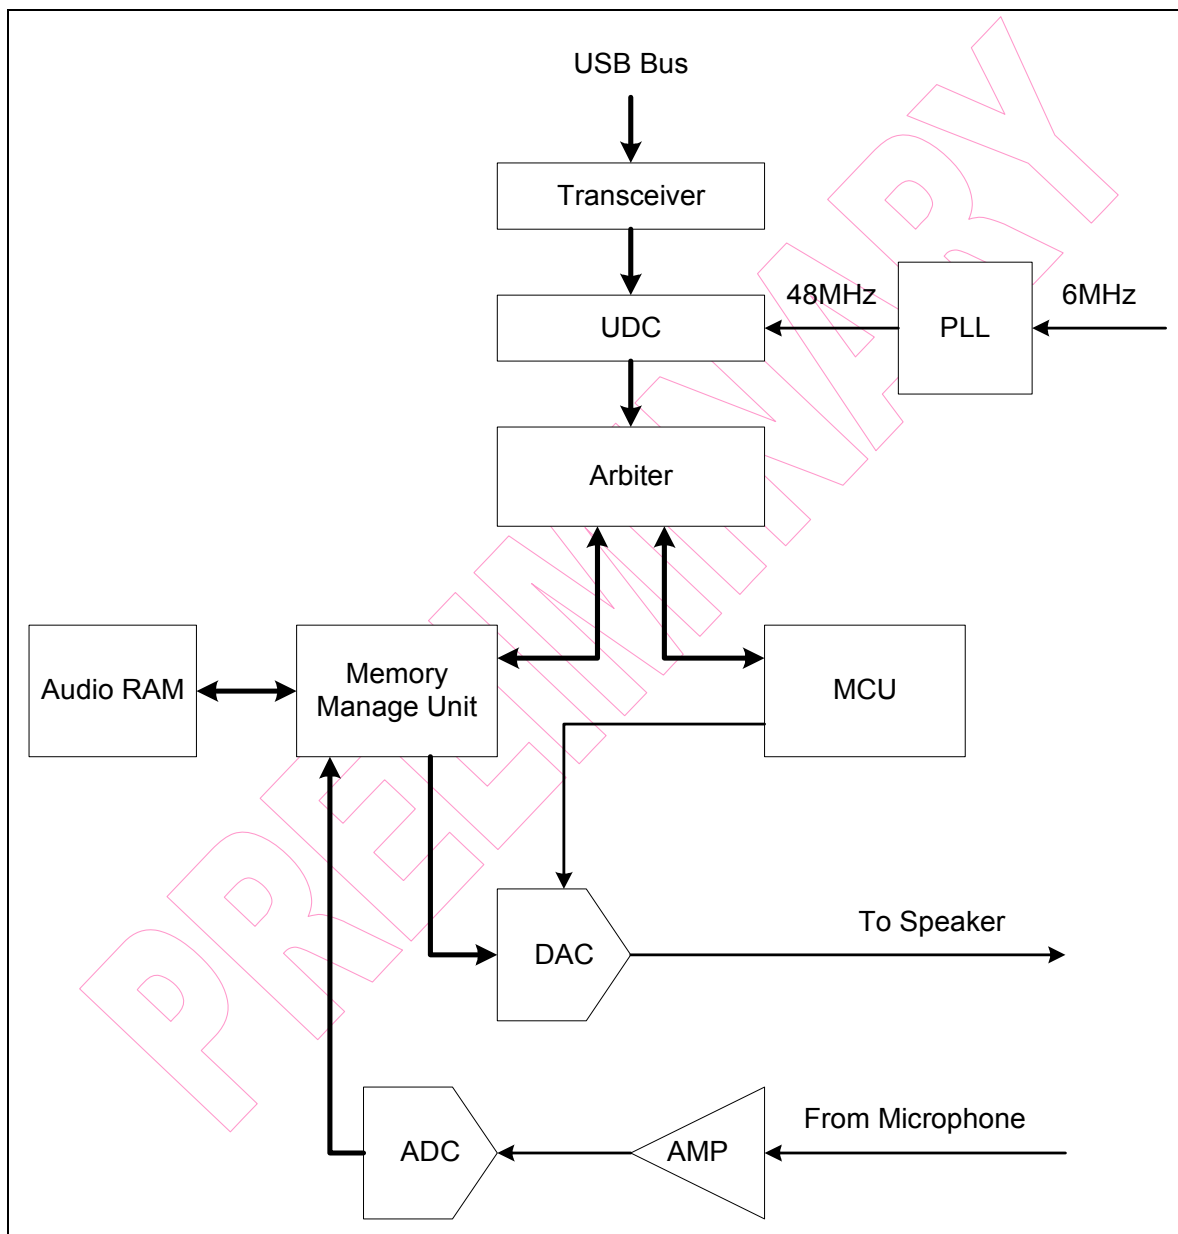 USB Bus
Transceiver
48MHz
6MHz
UDC
PLL
Arbiter
Audio RAM
Memory
Manage Unit
MCU
To Speaker
DAC
From Microphone
ADC
AMP
PRELIMINARY